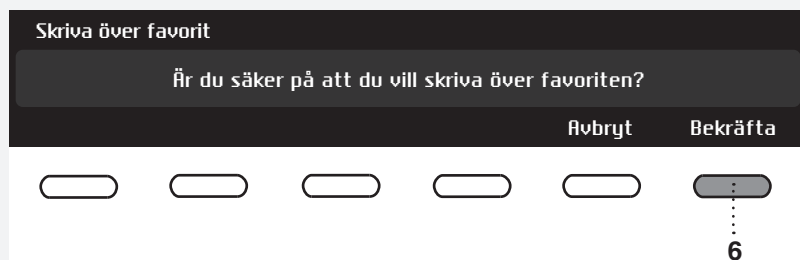 Skriva över favorit
Är du säker på att du vill skriva över favoriten?
Avbryt Bekräfta
6